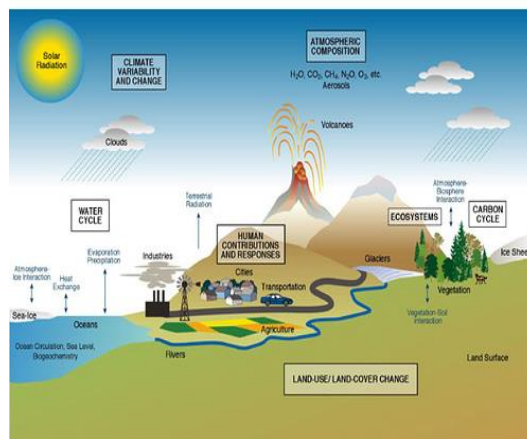 Solar
Radiation
CLIMATE
VARIABILITY
AND CHANGE
ATMOSPHERIC
COMPOSITION
H₂O, CO₂, CH₄, N₂O, O₃, etc.
Aerosols
Volcanoes
Clouds
Atmosphere-
Biosphere
Interaction
WATER
CYCLE
Terrestrial
Radiation
ECOSYSTEMS
CARBON
CYCLE
HUMAN
CONTRIBUTIONS
AND RESPONSES
Evaporation
Precipitation
Industries
Cities
Transportation
Glaciers
Ice Shee
Atmosphere-
Ice Interaction
Heat
Exchange
Vegetation
Sea-Ice
Oceans
Agriculture
Vegetation-Soil
Interaction
Ocean Circulation, Sea Level,
Biogeochemistry
Rivers
Land Surface
LAND-USE/ LAND-COVER CHANGE